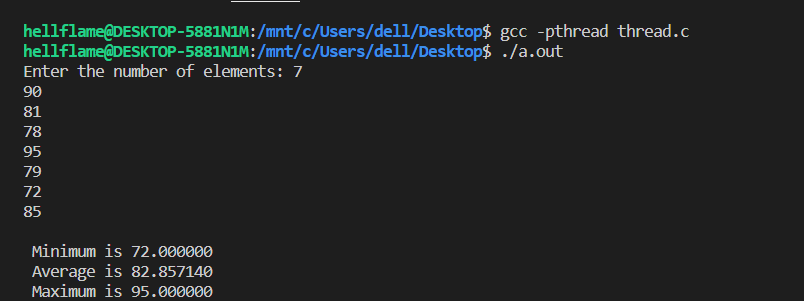 hellflame@DESKTOP-5881N1M:/mnt/c/Users/dell/Desktop$ gcc -pthread thread.c
hellflame@DESKTOP-5881N1M:/mnt/c/Users/dell/Desktop$ ./a.out
Enter the number of elements: 7
90
81
78
95
79
72
85
Minimum is 72.000000
Average is 82.857140
Maximum is 95.000000